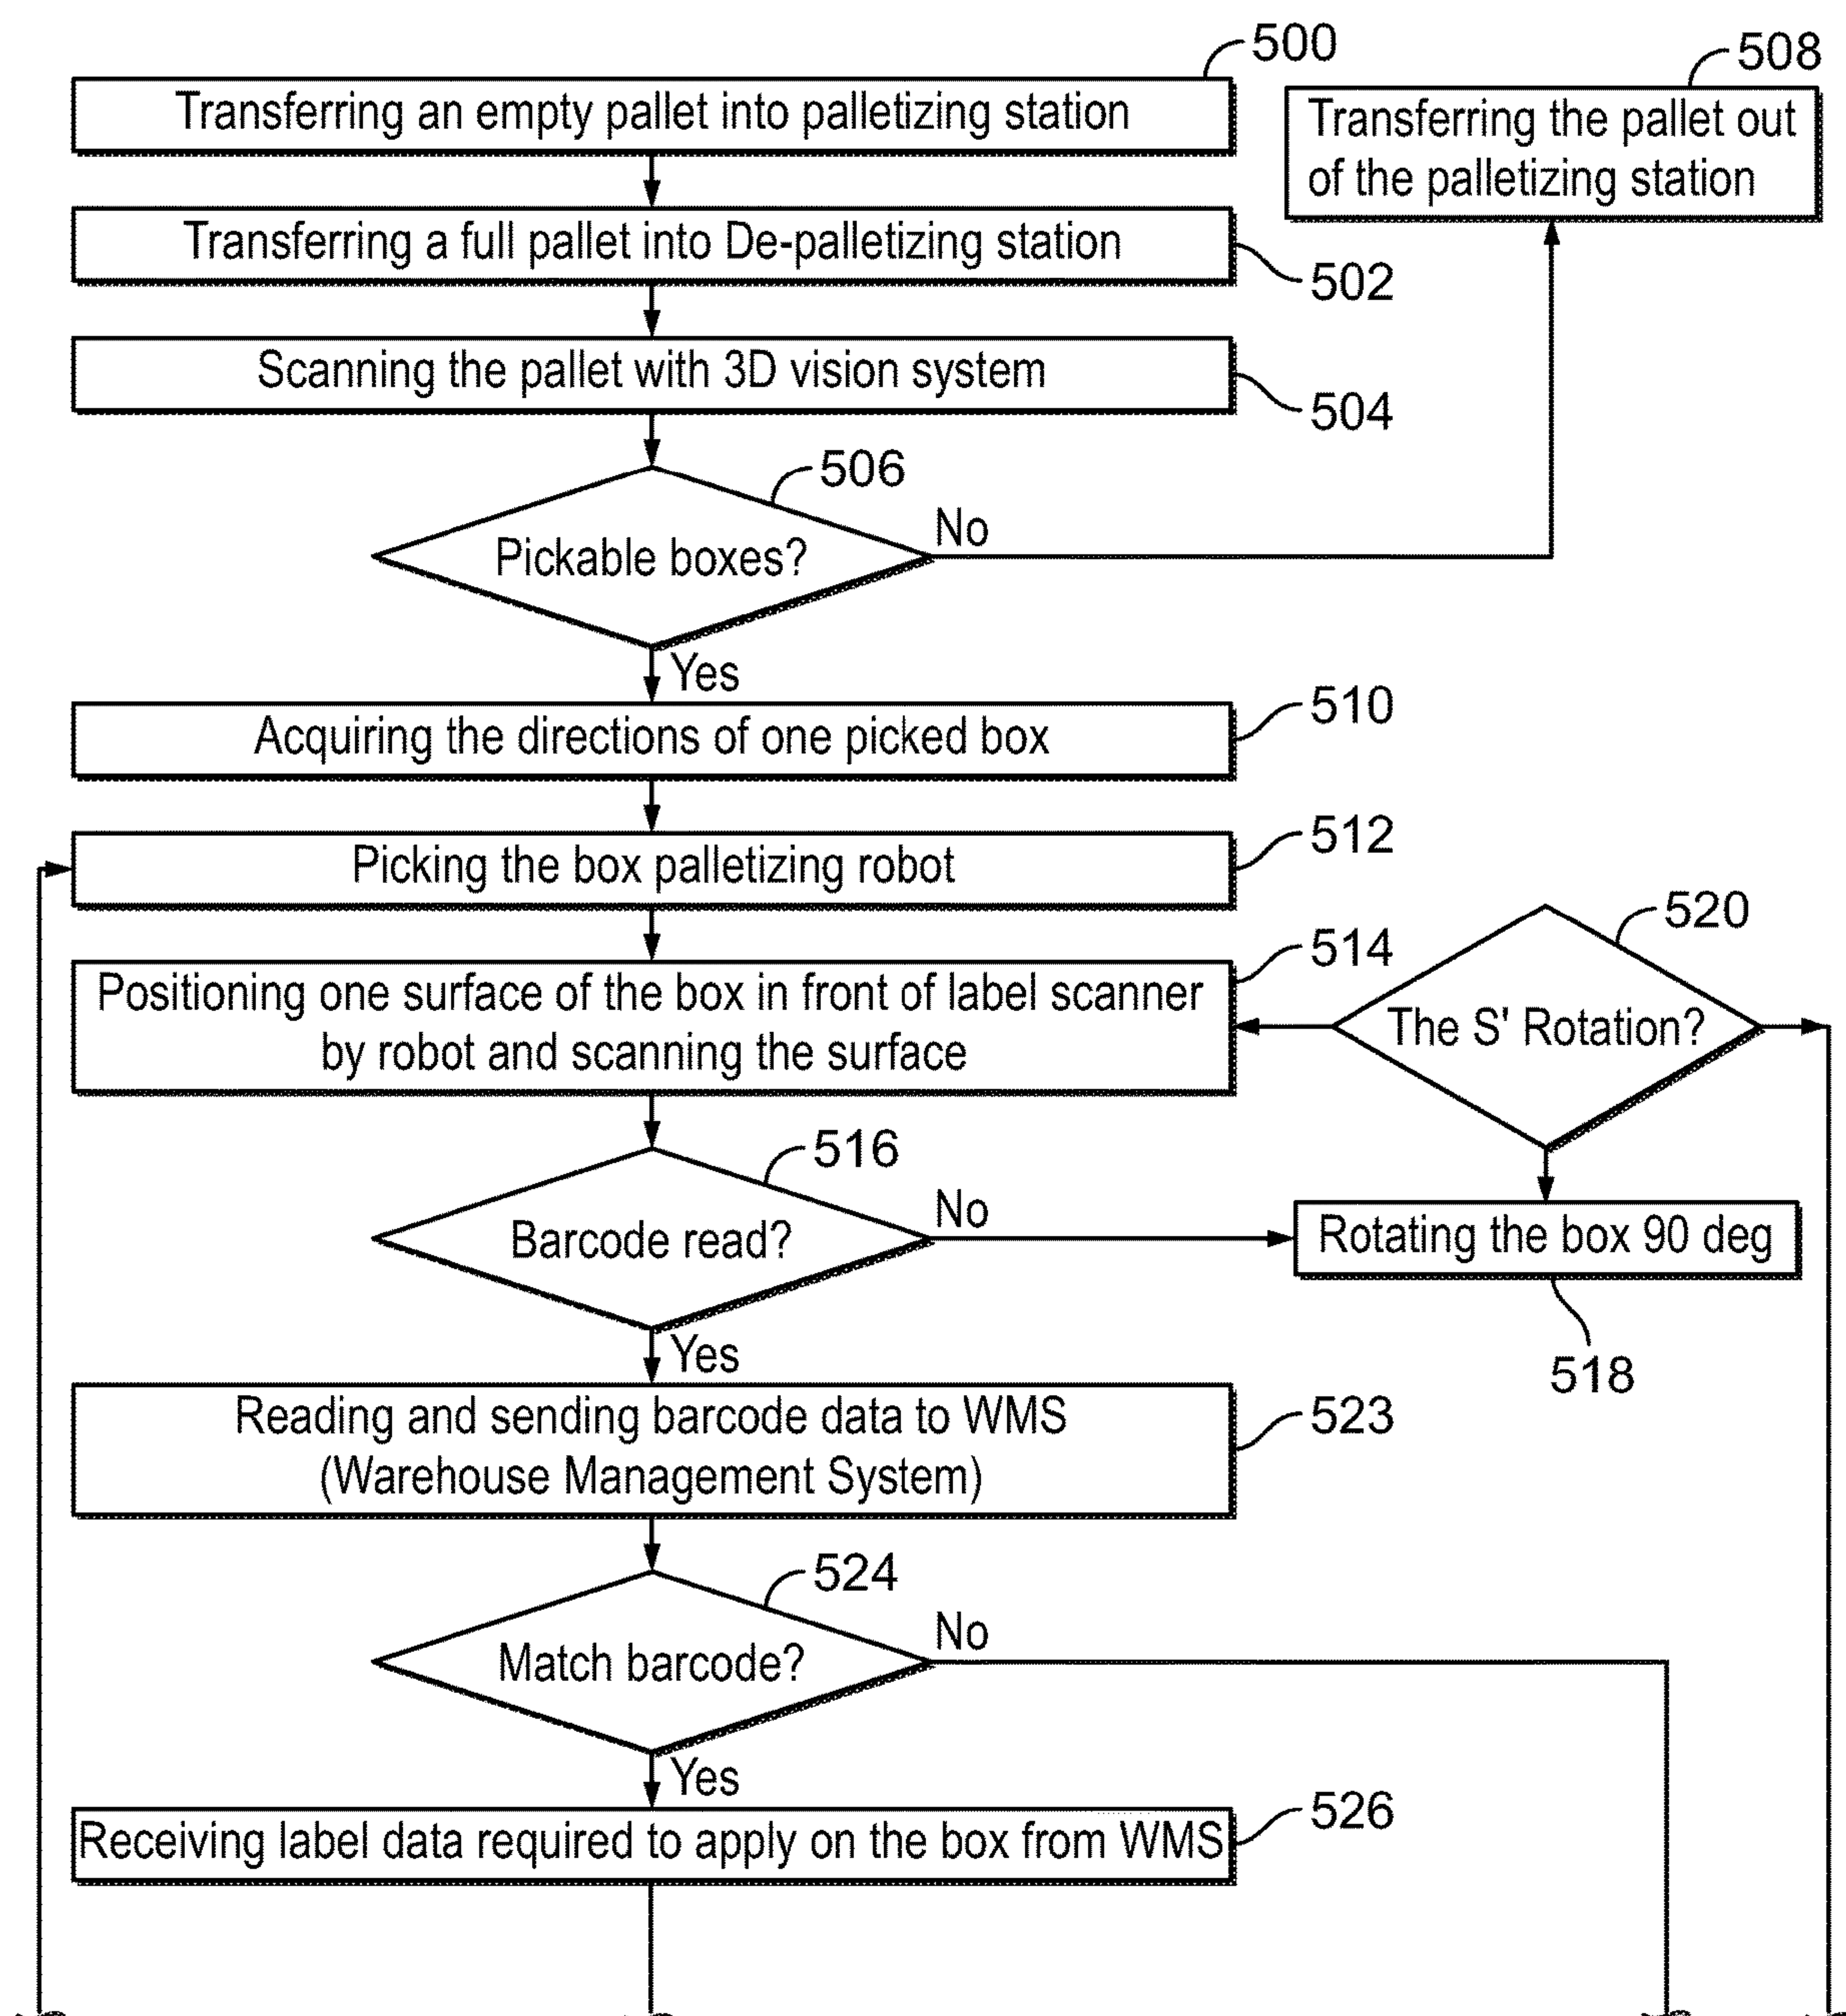 500
Transferring an empty pallet into palletizing station
508
Transferring the pallet out
of the palletizing station
Transferring a full pallet into De-palletizing station
502
Scanning the pallet with 3D vision system
504
506
Pickable boxes?
No
Yes
Acquiring the directions of one picked box
510
Picking the box palletizing robot
512
514
Positioning one surface of the box in front of label scanner
by robot and scanning the surface
520
The S' Rotation?
516
Barcode read?
No
Rotating the box 90 deg
518
Yes
Reading and sending barcode data to WMS
(Warehouse Management System)
523
524
Match barcode?
No
Yes
Receiving label data required to apply on the box from WMS
526